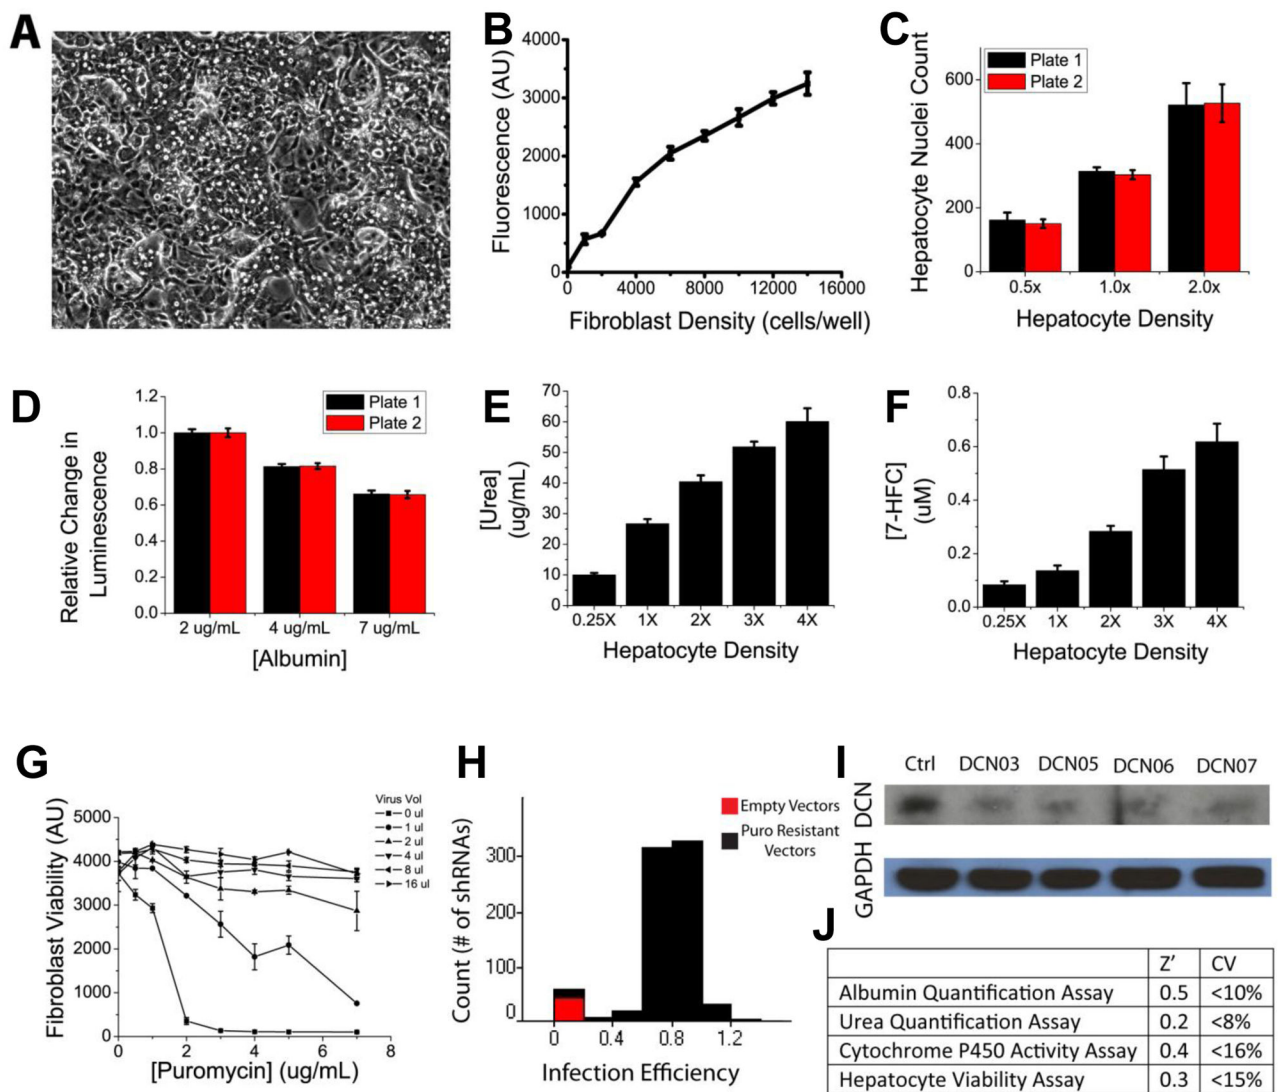 A
B
Fluorescence (AU)
4000
3000
2000
1000
0
0 4000 8000 12000 16000
Fibroblast Density (cells/well)
C
Hepatocyte Nuclei Count
Plate 1
Plate 2
600
400
200
0
0.5x 1.0x 2.0x
Hepatocyte Density
D
Relative Change in
Luminescence
Plate 1
Plate 2
1.2
1.0
0.8
0.6
0.4
0.2
0.0
2 ug/mL 4 ug/mL 7 ug/mL
[Albumin]
E
[Urea]
(ug/mL)
70
60
50
40
30
20
10
0
0.25X 1X 2X 3X 4X
Hepatocyte Density
F
[7-HFC]
(uM)
0.8
0.6
0.4
0.2
0.0
0.25X 1X 2X 3X 4X
Hepatocyte Density
G
Fibroblast Viability (AU)
5000
4000
3000
2000
1000
0
0 2 4 6 8
[Puromycin] (ug/mL)
Virus Vol
0 ul
1 ul
2 ul
4 ul
8 ul
16 ul
H
Count (# of shRNAs)
300
200
100
0
0 0.4 0.8 1.2
Infection Efficiency
Empty Vectors
Puro Resistant
Vectors
I
Ctrl DCN03 DCN05 DCN06 DCN07
DCN
GAPDH
J
Z' CV
Albumin Quantification Assay 0.5 <10%
Urea Quantification Assay 0.2 <8%
Cytochrome P450 Activity Assay 0.4 <16%
Hepatocyte Viability Assay 0.3 <15%